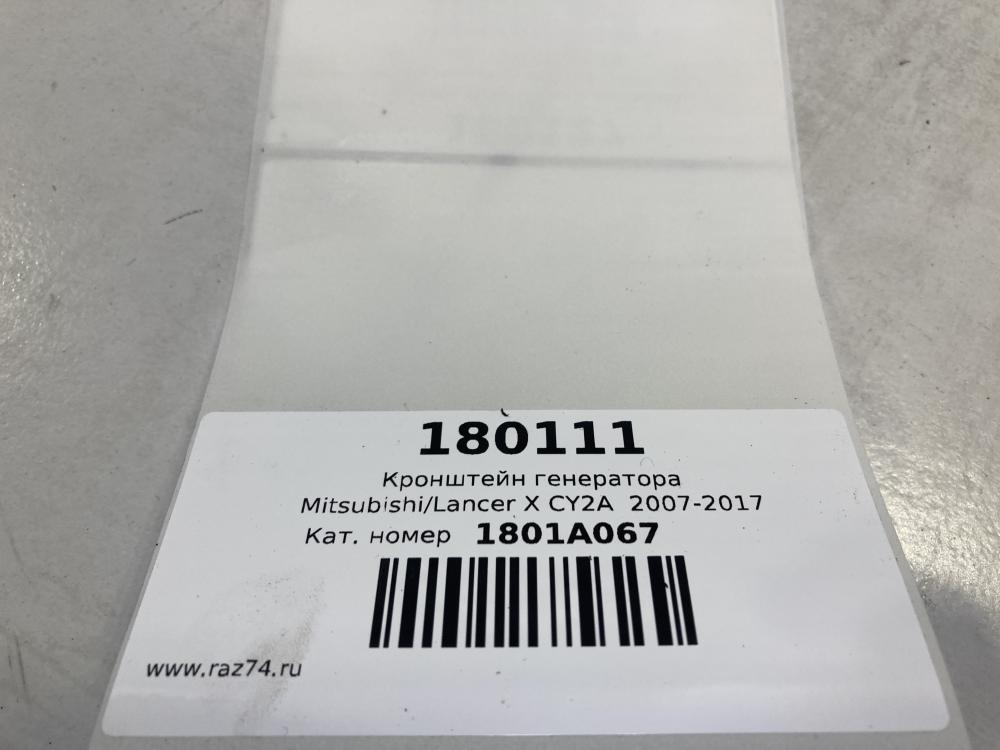 180111
Кронштейн генератора
Mitsubishi/Lancer X CY2A 2007-2017
Кат. номер 1801A067
www.raz74.ru